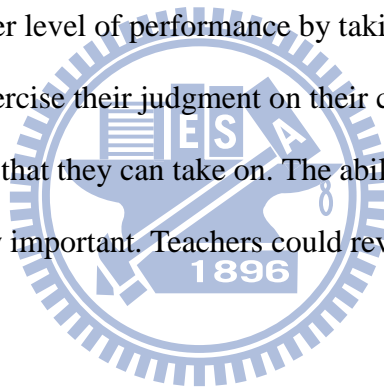 er level of performance by taki
ercise their judgment on their
that they can take on. The abil
important. Teachers could rev
E S A
1896